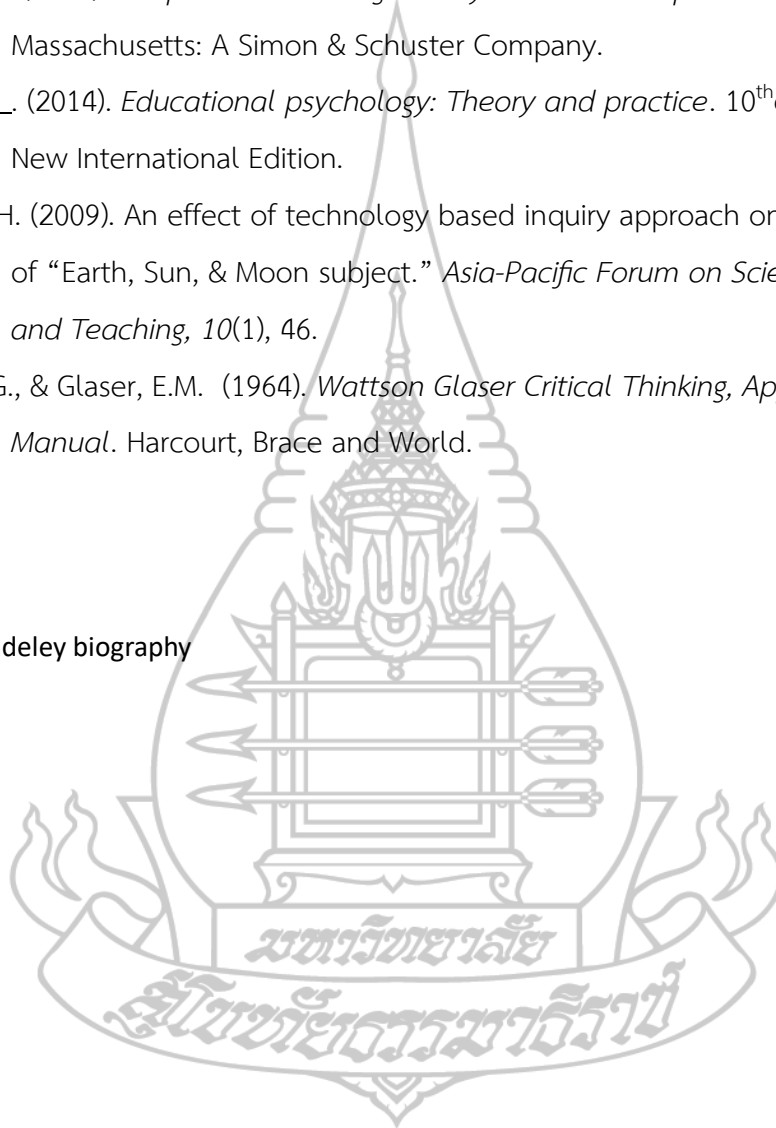 Massachusetts: A Simon & Schuster Company.
_. (2014). Educational psychology: Theory and practice. 10th
New International Edition.
H. (2009). An effect of technology based inquiry approach on
of “Earth, Sun, & Moon subject.” Asia-Pacific Forum on Scie
and Teaching, 10(1), 46.
G., & Glaser, E.M. (1964). Wattson Glaser Critical Thinking, Ap
Manual. Harcourt, Brace and World.
deley biography
มหาวิทยาลัย
สุโขทัยธรรมาธิราช